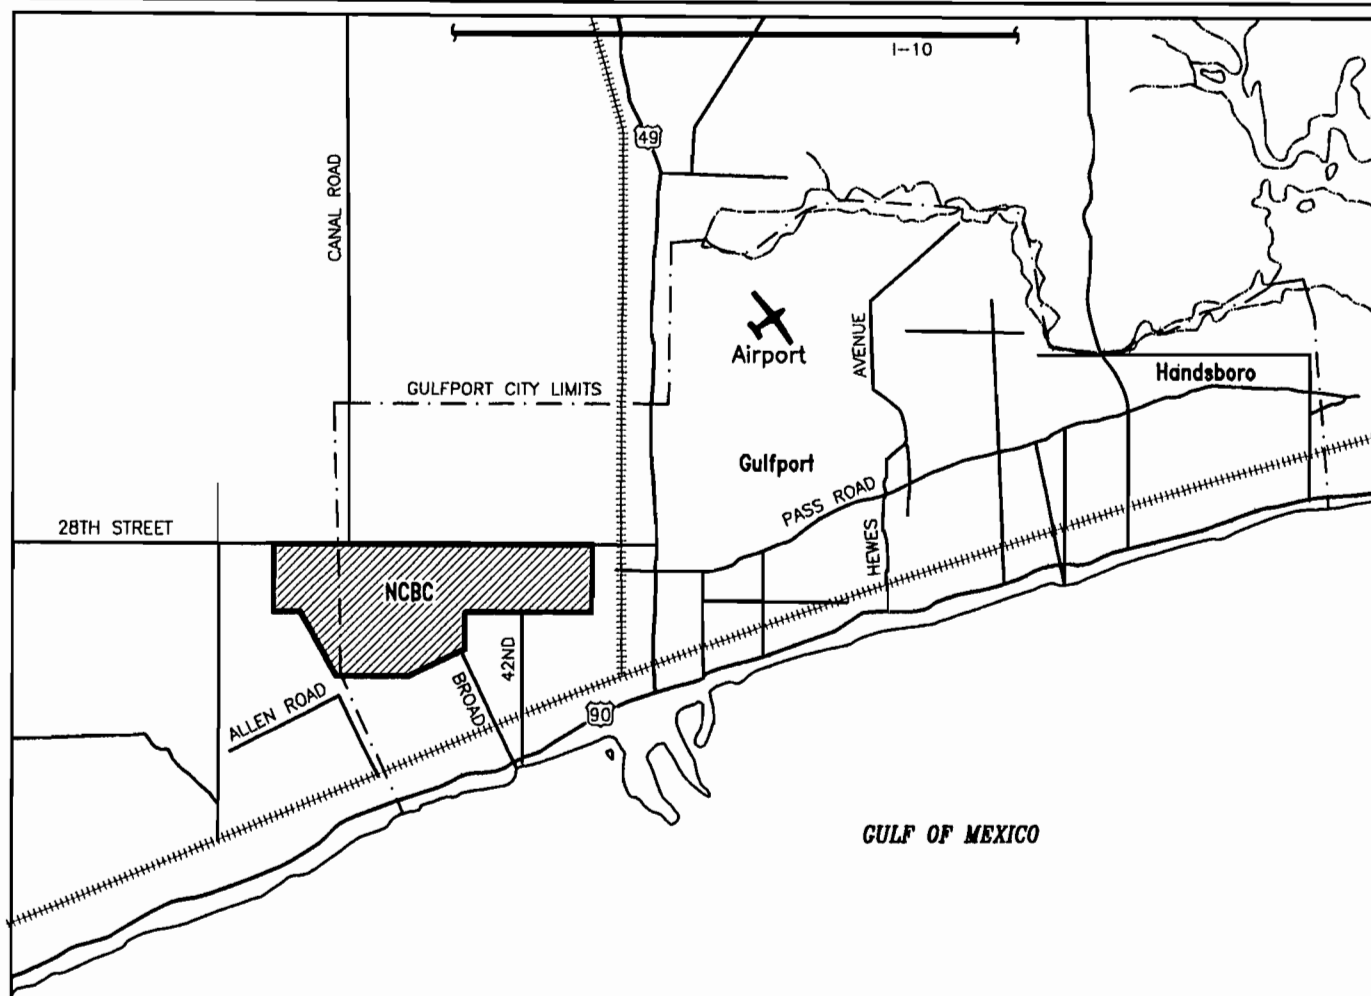 I-10
49
CANAL ROAD
AVENUE
Airport
Handsboro
GULFPORT CITY LIMITS
Gulfport
PASS ROAD
28TH STREET
HEWES
NCBC
42ND
BROAD
ALLEN ROAD
90
GULF OF MEXICO